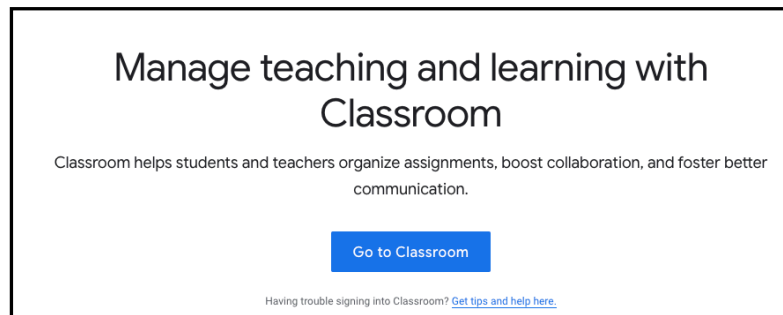 Manage teaching and learning with
Classroom
Classroom helps students and teachers organize assignments, boost collaboration, and foster better
communication.
Go to Classroom
Having trouble signing into Classroom? Get tips and help here.